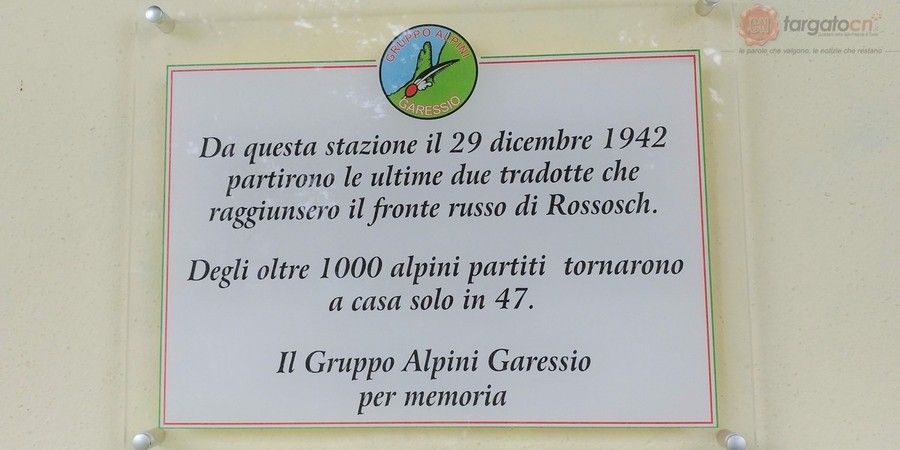 CN targatocn
le parole che valgono, le notizie che restano
GRUPPO ALPINI
GARESSIO
Da questa stazione il 29 dicembre 1942
partirono le ultime due tradotte che
raggiunsero il fronte russo di Rossosch.
Degli oltre 1000 alpini partiti tornarono
a casa solo in 47.
Il Gruppo Alpini Garessio
per memoria